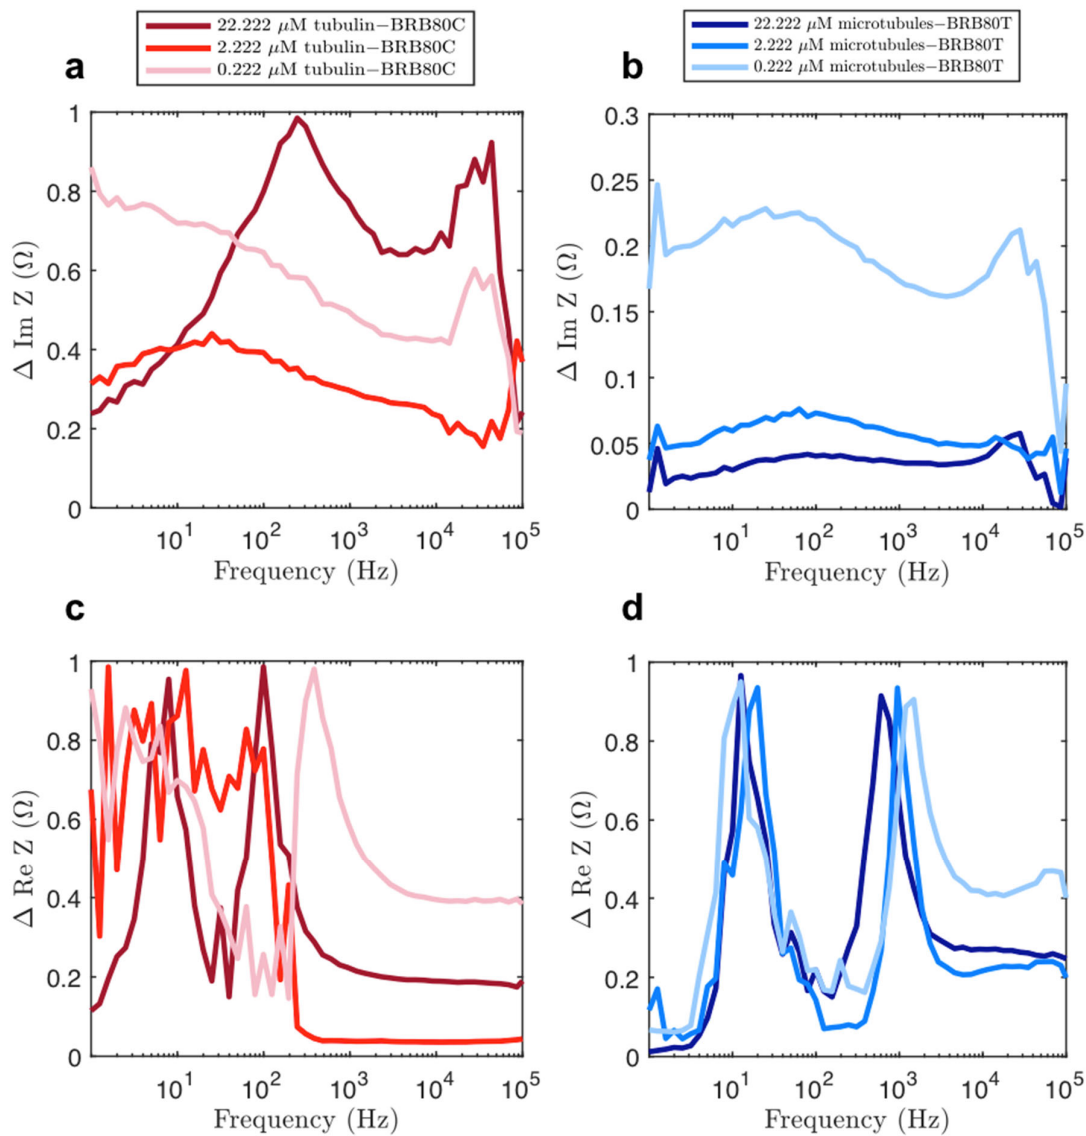 22.222 μM tubulin−BRB80C
2.222 μM tubulin−BRB80C
0.222 μM tubulin−BRB80C
22.222 μM microtubules−BRB80T
2.222 μM microtubules−BRB80T
0.222 μM microtubules−BRB80T
a
1
0.8
0.6
0.4
0.2
0
Δ Im Z (Ω)
10¹ 10² 10³ 10⁴ 10⁵
Frequency (Hz)
b
0.3
0.25
0.2
0.15
0.1
0.05
0
Δ Im Z (Ω)
10¹ 10² 10³ 10⁴ 10⁵
Frequency (Hz)
c
1
0.8
0.6
0.4
0.2
0
Δ Re Z (Ω)
10¹ 10² 10³ 10⁴ 10⁵
Frequency (Hz)
d
1
0.8
0.6
0.4
0.2
0
Δ Re Z (Ω)
10¹ 10² 10³ 10⁴ 10⁵
Frequency (Hz)